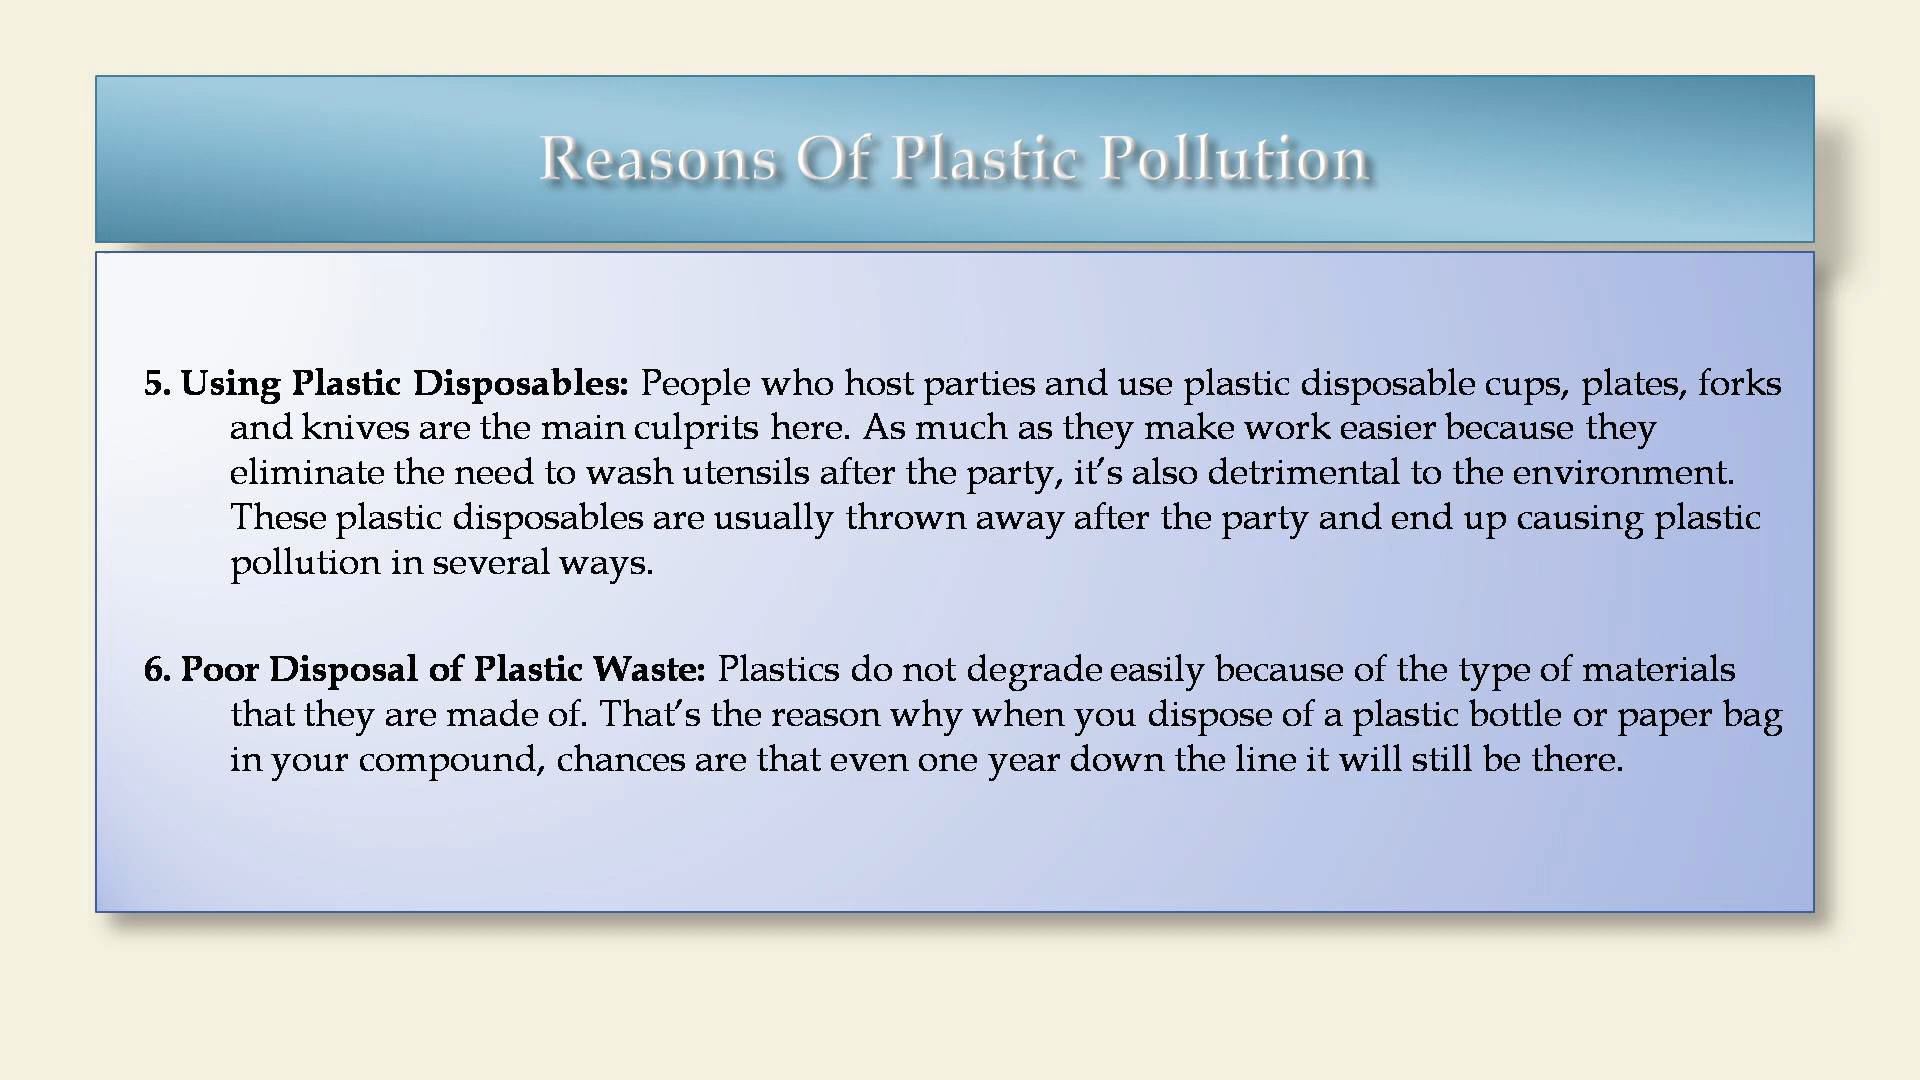 Reasons Of Plastic Pollution
5. Using Plastic Disposables: People who host parties and use plastic disposable cups, plates, forks
and knives are the main culprits here. As much as they make work easier because they
eliminate the need to wash utensils after the party, it’s also detrimental to the environment.
These plastic disposables are usually thrown away after the party and end up causing plastic
pollution in several ways.
6. Poor Disposal of Plastic Waste: Plastics do not degrade easily because of the type of materials
that they are made of. That’s the reason why when you dispose of a plastic bottle or paper bag
in your compound, chances are that even one year down the line it will still be there.